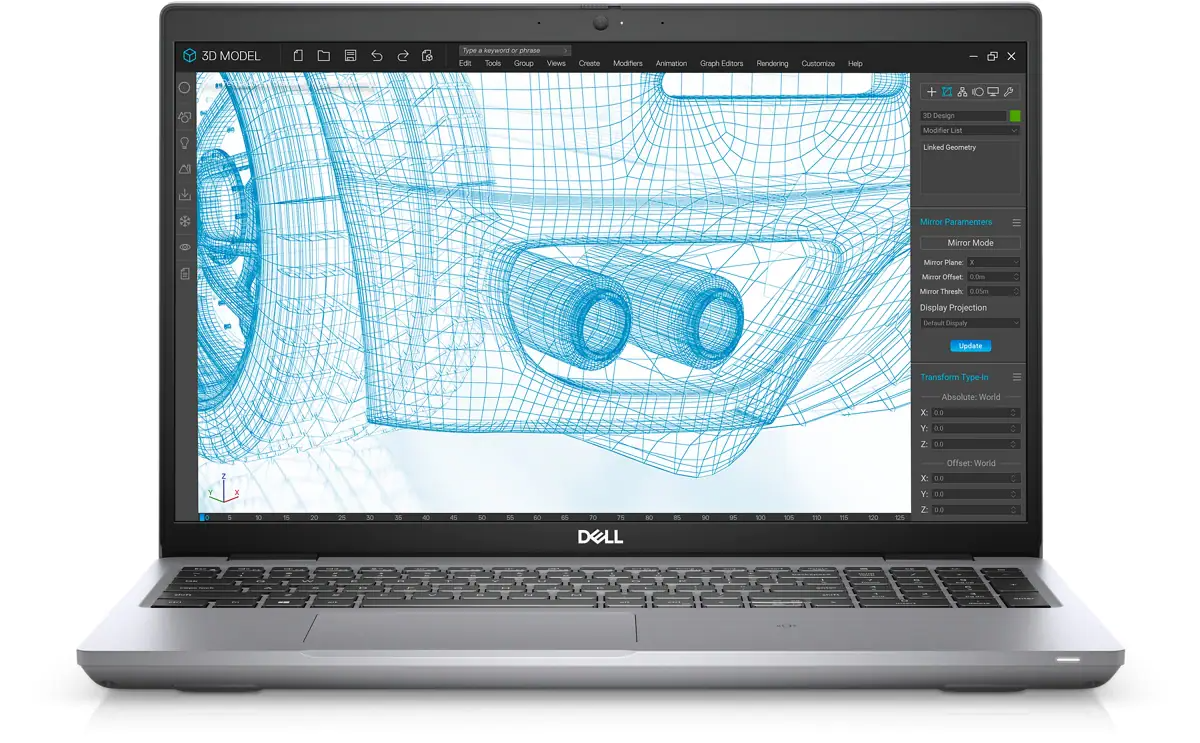 3D MODEL
Type a keyword or phrase
Edit Tools Group Views Create Modifiers Animation Graph Editors Rendering Customize Help
3D Design
Modifier List
Linked Geometry
Mirror Paramenters
Mirror Mode
Mirror Plane: X
Mirror Offset: 0.0m
Mirror Thresh: 0.05m
Display Projection
Default Dispaly
Update
Transform Type-In
Absolute: World
X: 0.0
Y: 0.0
Z: 0.0
Offset: World
X: 0.0
Y: 0.0
Z: 0.0
Z
Y X
0 5 10 15 20 25 30 35 40 45 50 55 60 65 70 75 80 85 90 95 100 105 110 115 120 125
DELL